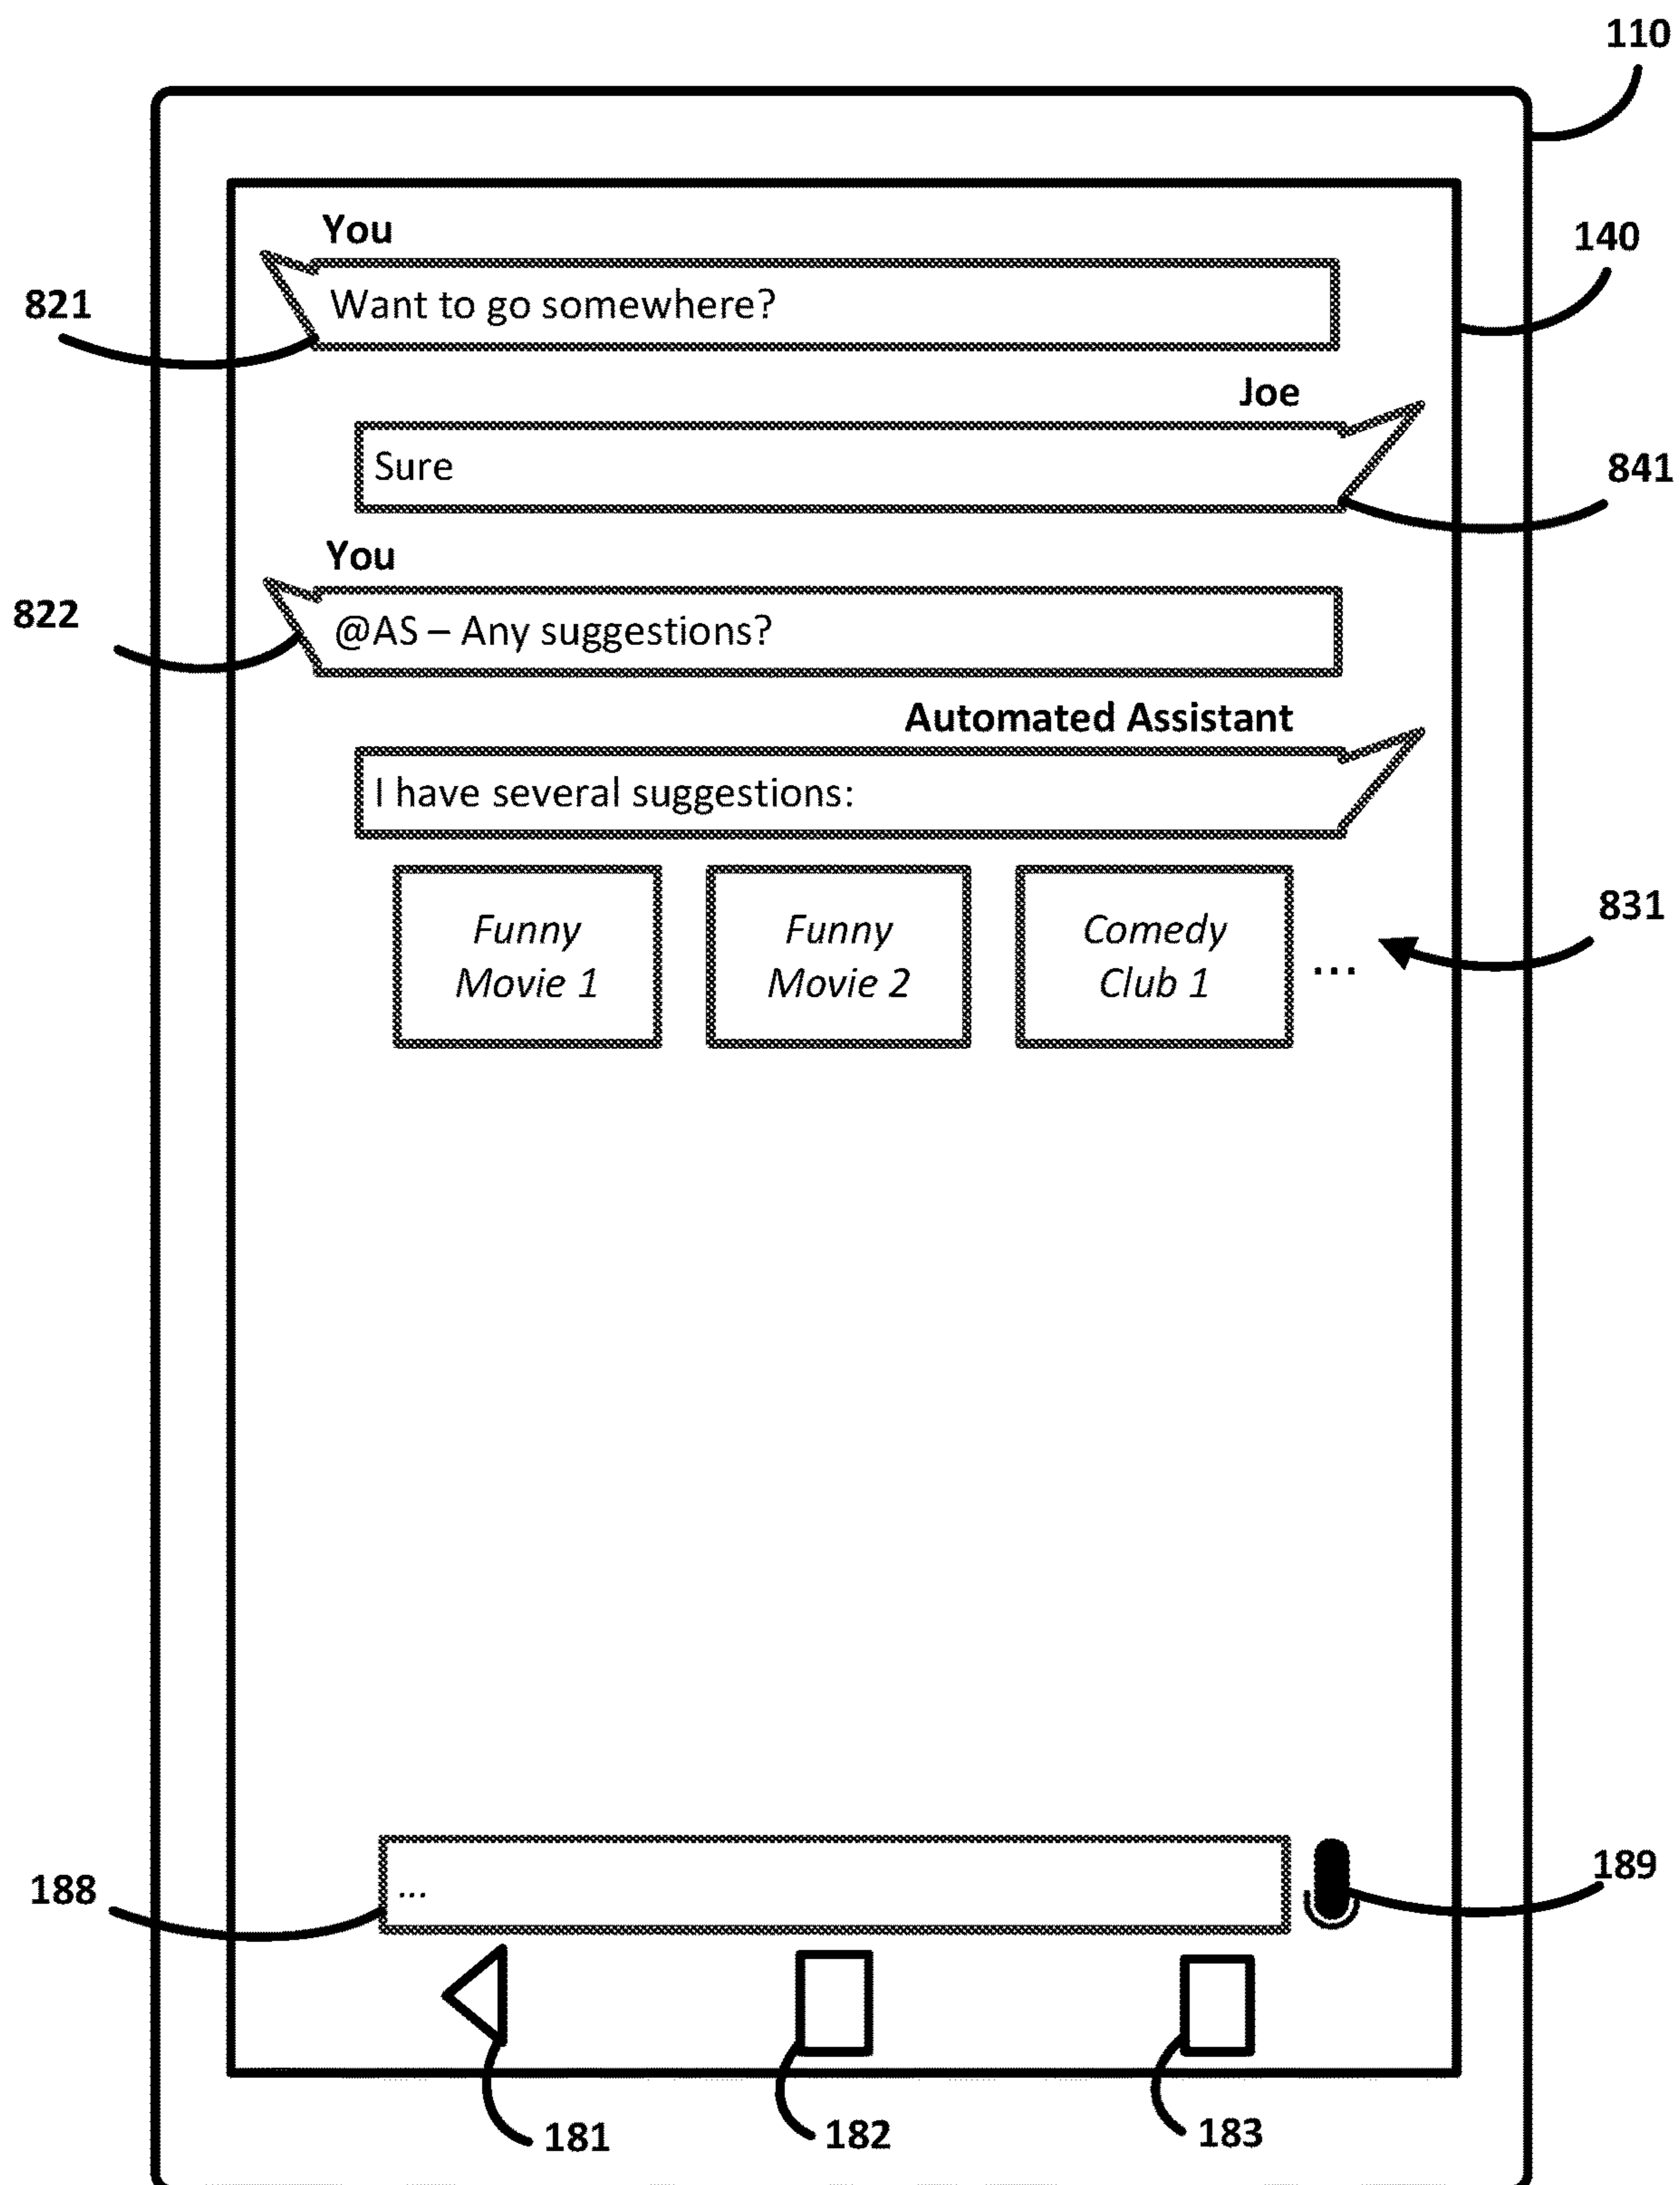 110
You
140
821
Want to go somewhere?
Joe
Sure
841
You
822
@AS – Any suggestions?
Automated Assistant
I have several suggestions:
Funny
Movie 1
Funny
Movie 2
Comedy
Club 1
...
831
188
...
189
181
182
183